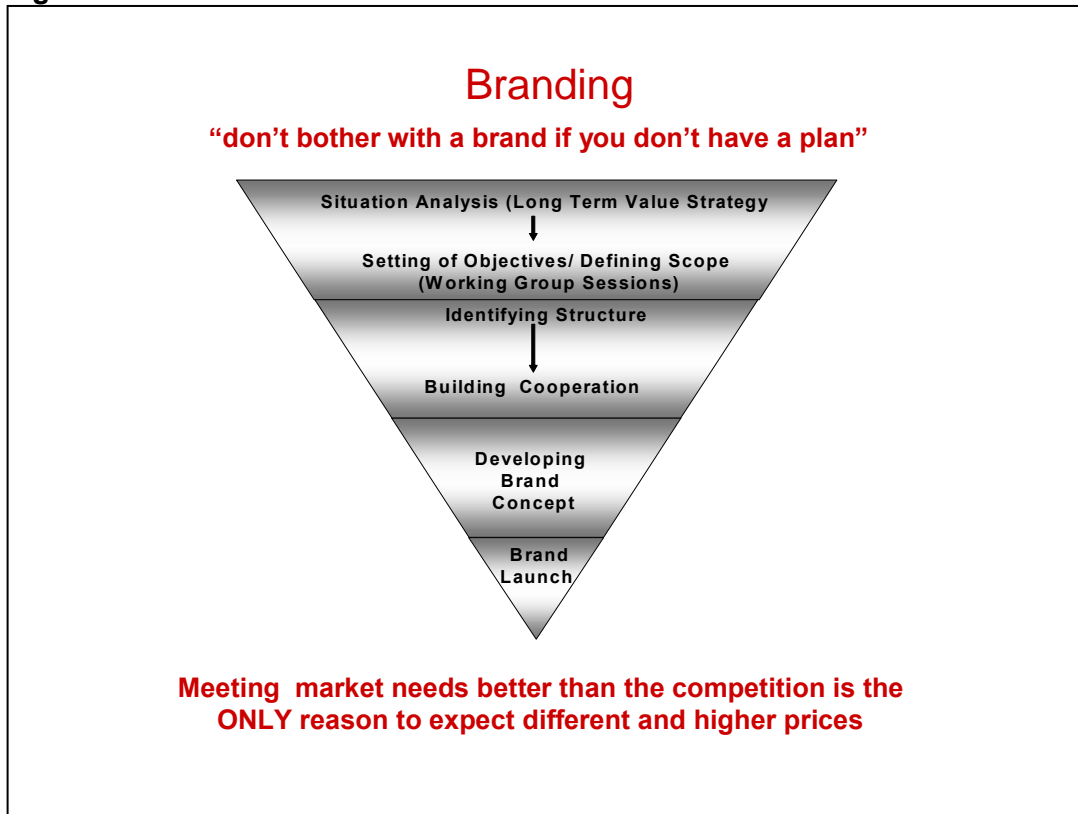 Branding
“don’t bother with a brand if you don’t have a plan”
Situation Analysis (Long Term Value Strategy
Setting of Objectives/ Defining Scope
(Working Group Sessions)
Identifying Structure
Building Cooperation
Developing
Brand
Concept
Brand
Launch
Meeting market needs better than the competition is the
ONLY reason to expect different and higher prices